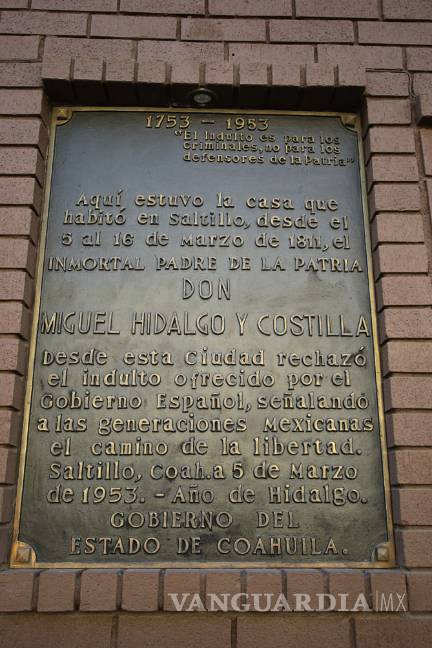 1753 - 1953
"El Indulto es para los
criminales, no para los
defensores de la Patria"
Aquí estuvo la casa que
habitó en Saltillo, desde el
5 al 16 de Marzo de 1811, el
INMORTAL PADRE DE LA PATRIA
DON
MIGUEL HIDALGO Y COSTILLA
Desde esta Ciudad rechazó
el indulto ofrecido por el
Gobierno Español, señalando
a las generaciones Mexicanas
el camino de la libertad.
Saltillo, Coah. a 5 de Marzo
de 1953. - Año de Hidalgo.
GOBIERNO DEL
ESTADO DE COAHUILA.
VANGUARDIA|MX